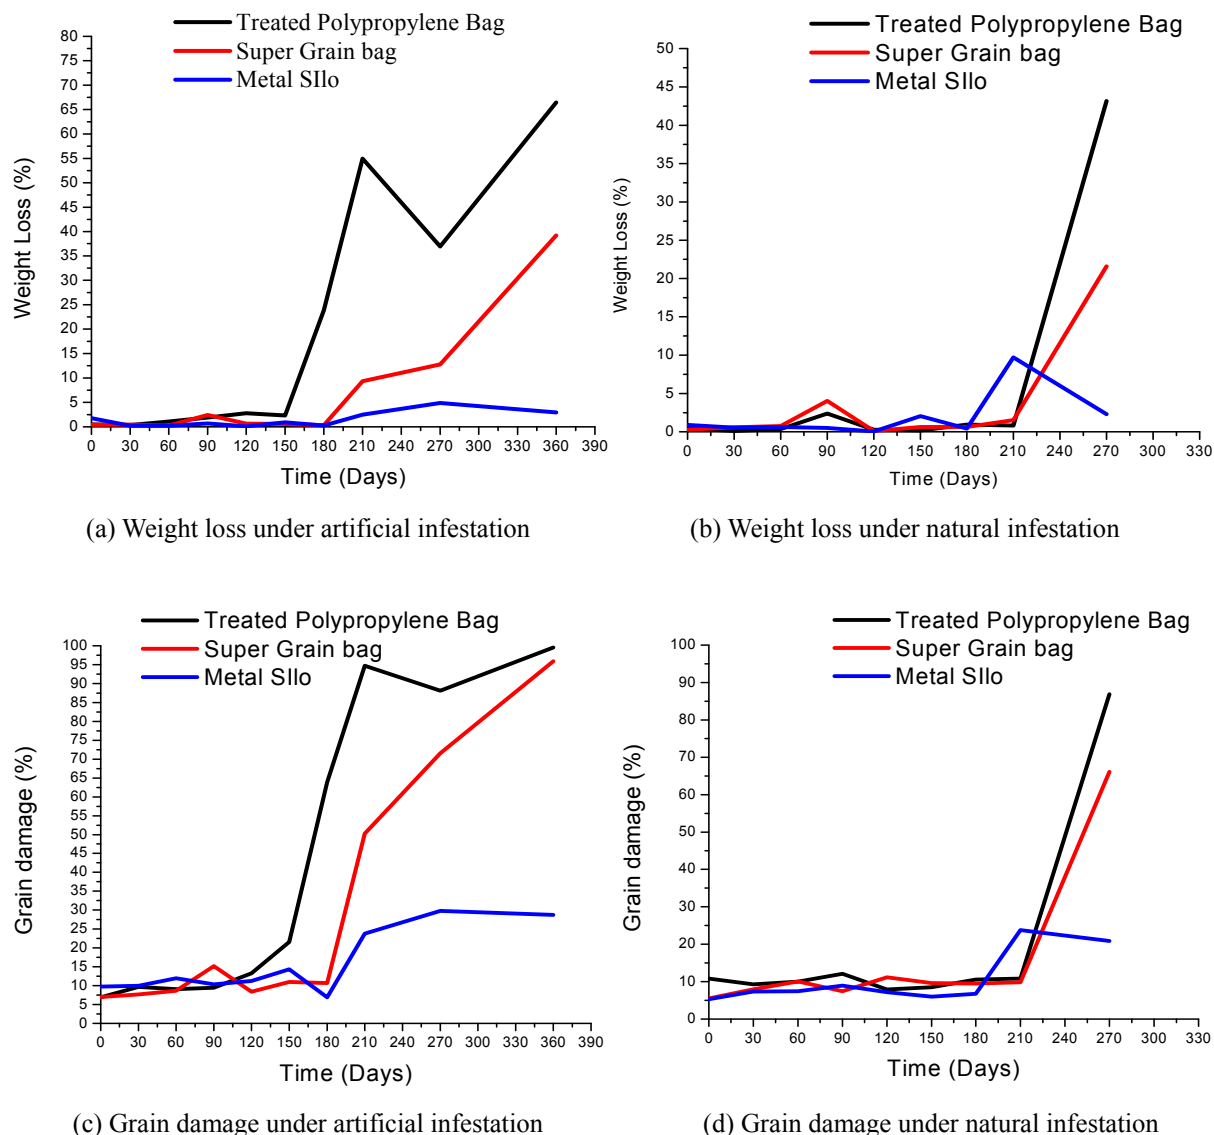 Treated Polypropylene Bag
Super Grain bag
Metal SIlo
80
75
70
65
60
55
50
45
40
35
30
25
20
15
10
5
0
Weight Loss (%)
0 30 60 90 120 150 180 210 240 270 300 330 360 390
Time (Days)
(a) Weight loss under artificial infestation
Treated Polypropylene Bag
Super Grain bag
Metal SIlo
50
45
40
35
30
25
20
15
10
5
0
Weight Loss (%)
0 30 60 90 120 150 180 210 240 270 300 330
Time (Days)
(b) Weight loss under natural infestation
Treated Polypropylene Bag
Super Grain bag
Metal SIlo
100
95
90
85
80
75
70
65
60
55
50
45
40
35
30
25
20
15
10
5
0
Grain damage (%)
0 30 60 90 120 150 180 210 240 270 300 330 360 390
Time (Days)
(c) Grain damage under artificial infestation
Treated Polypropylene Bag
Super Grain bag
Metal SIlo
100
90
80
70
60
50
40
30
20
10
0
Grain damage (%)
0 30 60 90 120 150 180 210 240 270 300 330
Time (Days)
(d) Grain damage under natural infestation